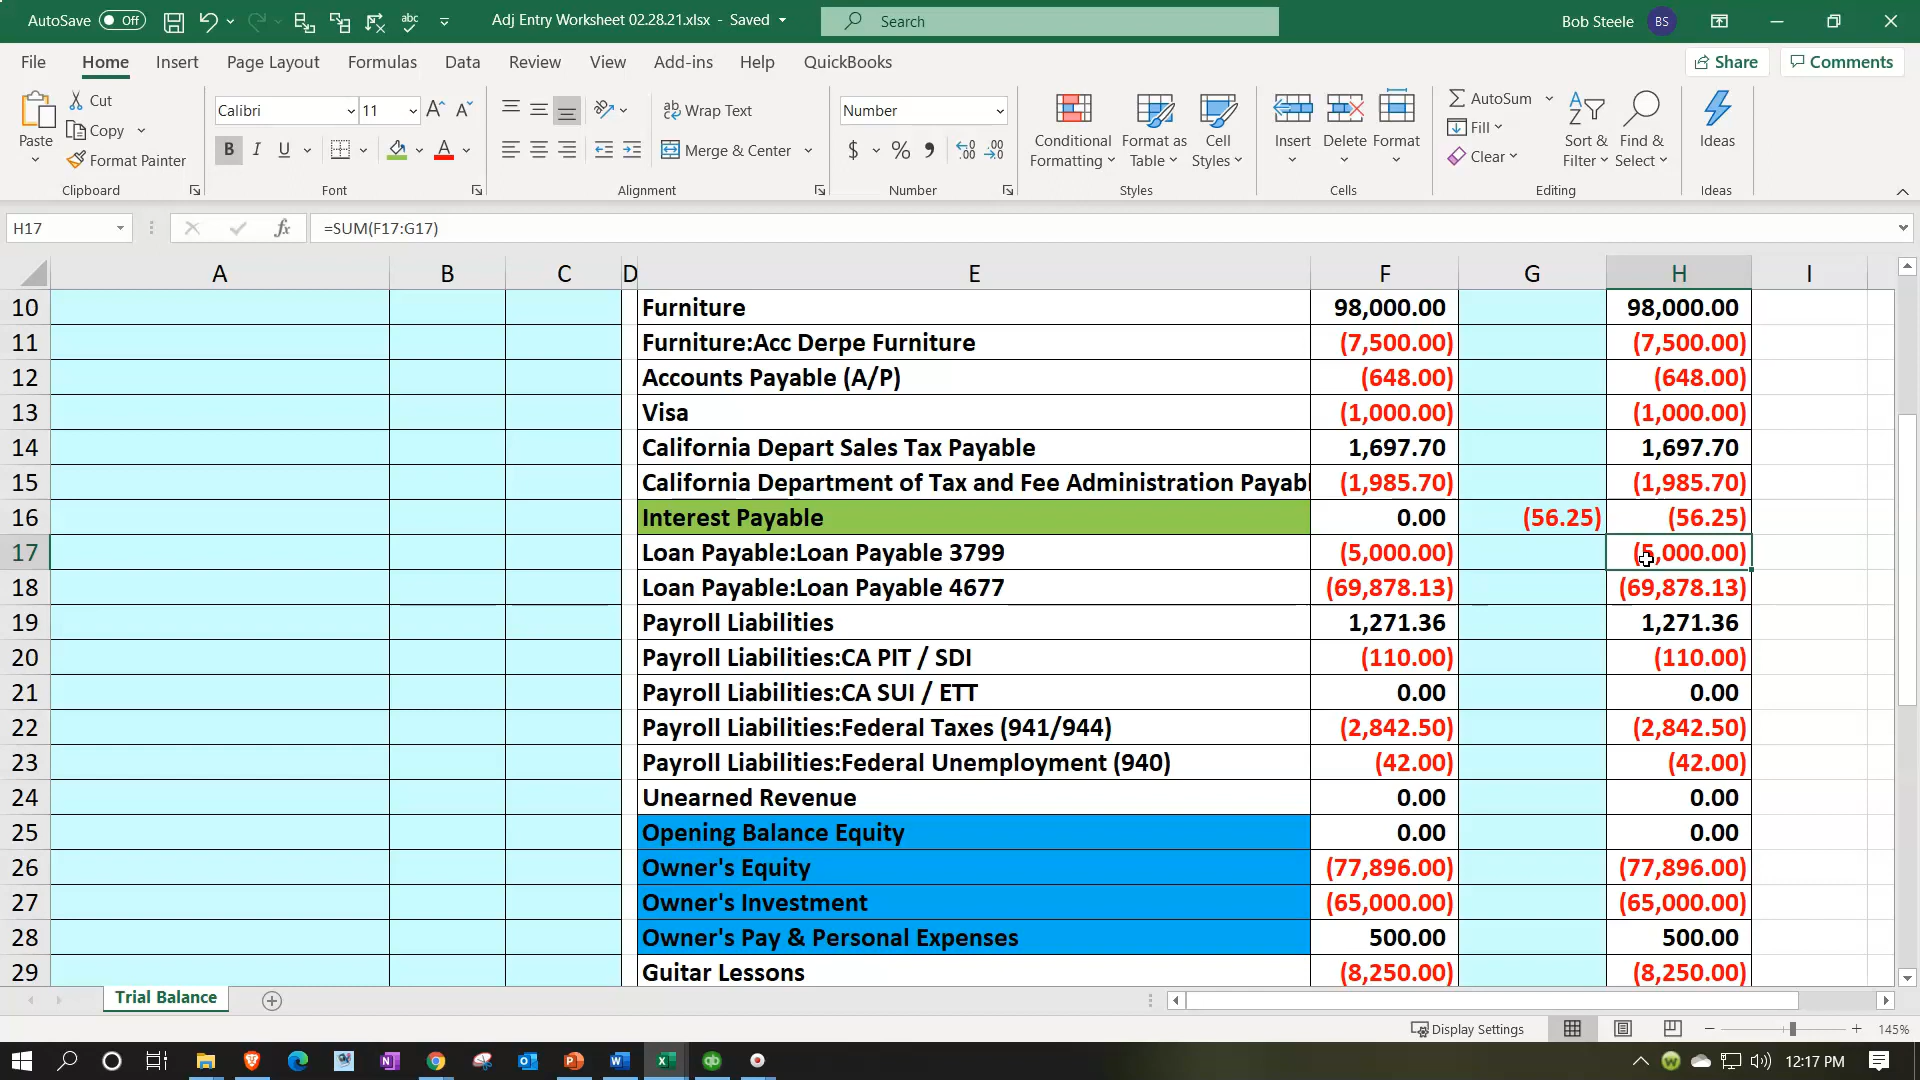 AutoSave Off abc Adj Entry Worksheet 02.28.21.xlsx - Saved Search Bob Steele BS
File Home Insert Page Layout Formulas Data Review View Add-ins Help QuickBooks Share Comments
Paste Cut Copy Format Painter Clipboard
Calibri 11 B I U Font
Wrap Text Merge & Center Alignment
Number $ % Number
Conditional Formatting Format as Table Cell Styles Styles
Insert Delete Format Cells
AutoSum Fill Clear Sort & Filter Find & Select Editing
Ideas Ideas
H17 fx =SUM(F17:G17)
A B C D E F G H I
10 Furniture 98,000.00 98,000.00
11 Furniture:Acc Derpe Furniture (7,500.00) (7,500.00)
12 Accounts Payable (A/P) (648.00) (648.00)
13 Visa (1,000.00) (1,000.00)
14 California Depart Sales Tax Payable 1,697.70 1,697.70
15 California Department of Tax and Fee Administration Payabl (1,985.70) (1,985.70)
16 Interest Payable 0.00 (56.25) (56.25)
17 Loan Payable:Loan Payable 3799 (5,000.00) (5,000.00)
18 Loan Payable:Loan Payable 4677 (69,878.13) (69,878.13)
19 Payroll Liabilities 1,271.36 1,271.36
20 Payroll Liabilities:CA PIT / SDI (110.00) (110.00)
21 Payroll Liabilities:CA SUI / ETT 0.00 0.00
22 Payroll Liabilities:Federal Taxes (941/944) (2,842.50) (2,842.50)
23 Payroll Liabilities:Federal Unemployment (940) (42.00) (42.00)
24 Unearned Revenue 0.00 0.00
25 Opening Balance Equity 0.00 0.00
26 Owner's Equity (77,896.00) (77,896.00)
27 Owner's Investment (65,000.00) (65,000.00)
28 Owner's Pay & Personal Expenses 500.00 500.00
29 Guitar Lessons (8,250.00) (8,250.00)
Trial Balance
Display Settings 145%
12:17 PM